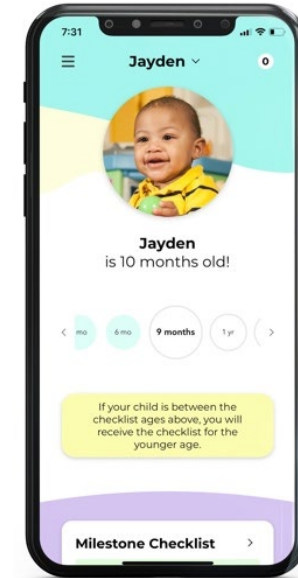 7:31
Jayden
0
Jayden
is 10 months old!
mo
6 mo
9 months
1 yr
If your child is between the
checklist ages above, you will
receive the checklist for the
younger age.
Milestone Checklist